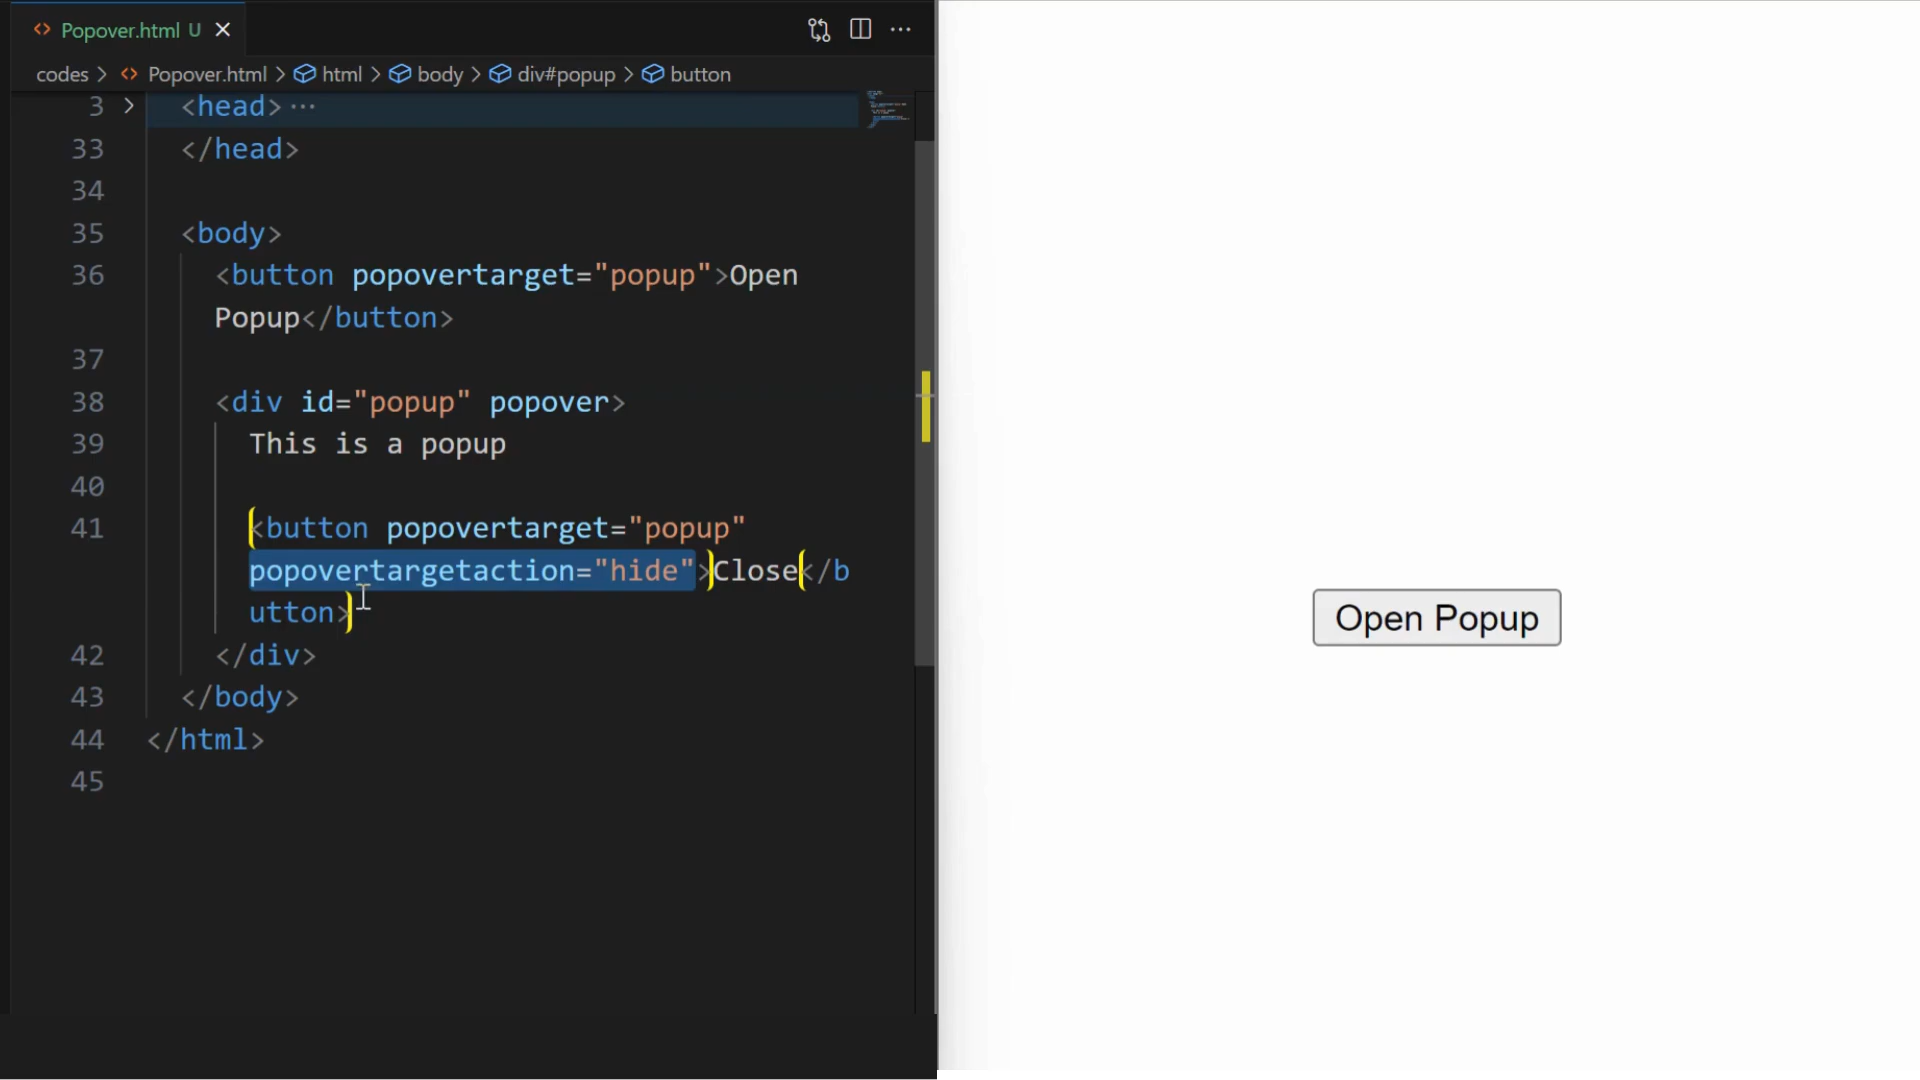 Popover.html U
codes > Popover.html > html > body > div#popup > button
3 <head> ...
33 </head>
34
35 <body>
36 <button popovertarget="popup">Open
Popup</button>
37
38 <div id="popup" popover>
39 This is a popup
40
41 <button popovertarget="popup"
popovertargetaction="hide">Close</b
utton>
42 </div>
43 </body>
44 </html>
45
Open Popup